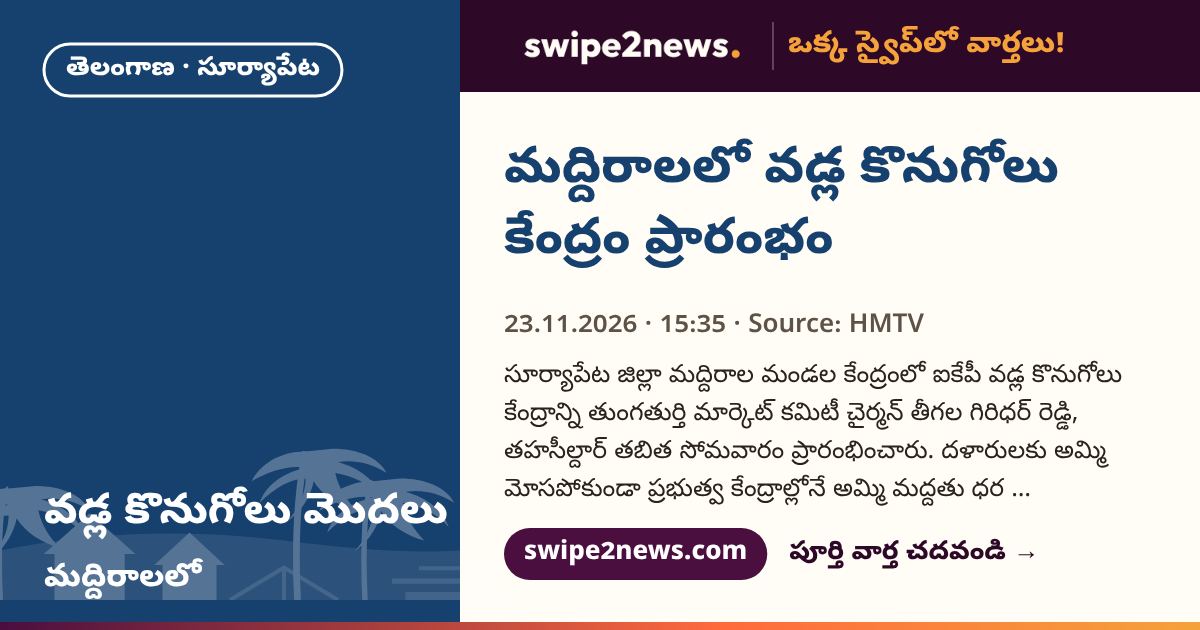 తెలంగాణ · సూర్యాపేట
వడ్ల కొనుగోలు మొదలు
మద్దిరాలలో
swipe2news. | ఒక్క స్వైప్‌లో వార్తలు!
మద్దిరాలలో వడ్ల కొనుగోలు
కేంద్రం ప్రారంభం
23.11.2026 · 15:35 · Source: HMTV
సూర్యాపేట జిల్లా మద్దిరాల మండల కేంద్రంలో ఐకేపీ వడ్ల కొనుగోలు
కేంద్రాన్ని తుంగతుర్తి మార్కెట్ కమిటీ చైర్మన్ తీగల గిరిధర్ రెడ్డి,
తహసీల్దార్ తబిత సోమవారం ప్రారంభించారు. దళారులకు అమ్మి
మోసపోకుండా ప్రభుత్వ కేంద్రాల్లోనే అమ్మి మద్దతు ధర ...
swipe2news.com పూర్తి వార్త చదవండి →